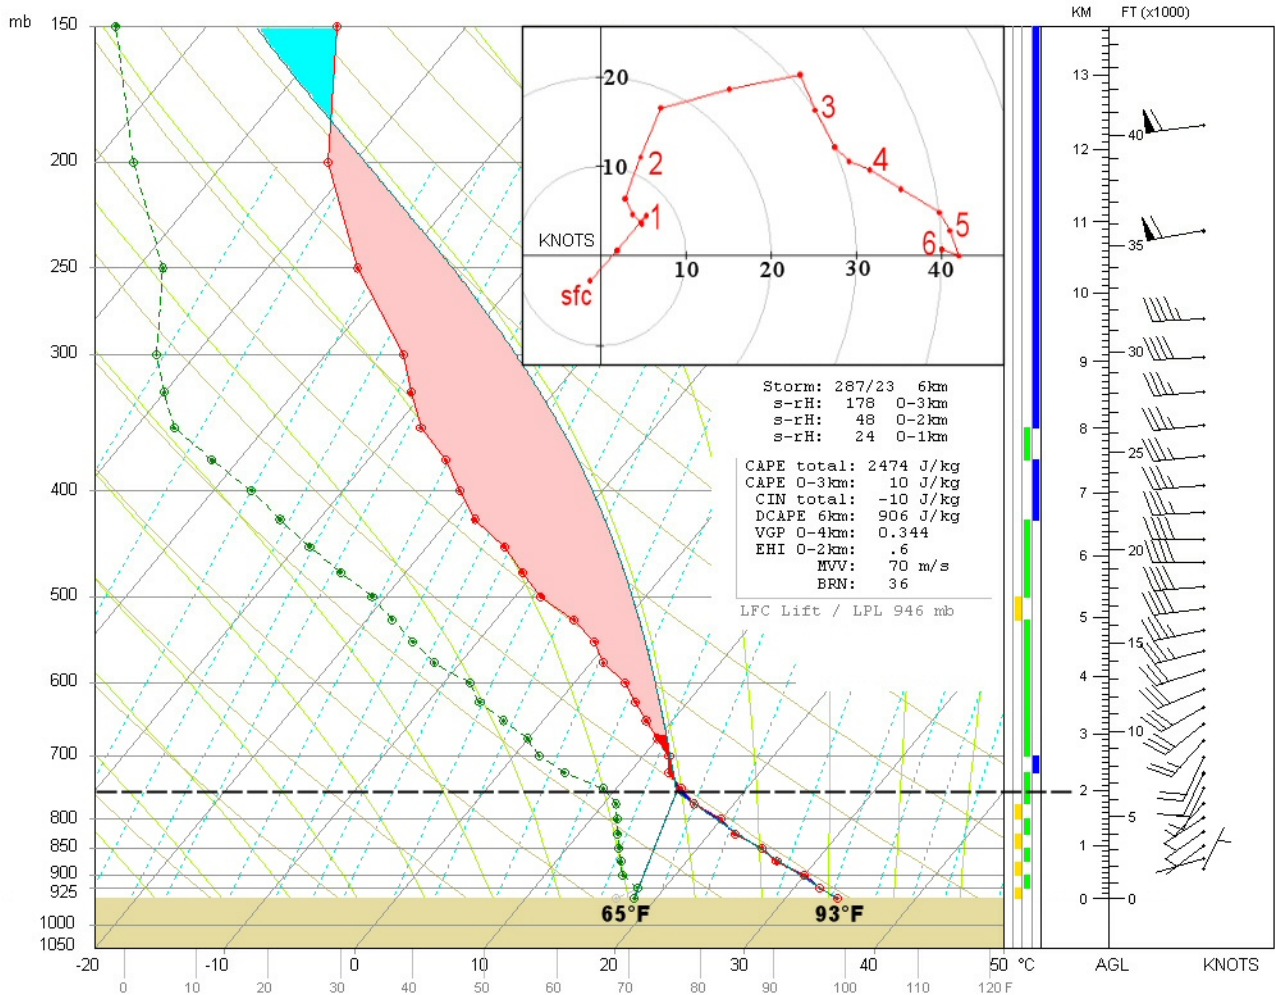 mb
KM FT (x1000)
150
200
250
300
400
500
600
700
800
850
900
925
1000
1050
20
10
KNOTS
10 20 30 40
sfc
1
2
3
4
5
6
Storm: 287/23 6km
s-rH: 178 0-3km
s-rH: 48 0-2km
s-rH: 24 0-1km
CAPE total: 2474 J/kg
CAPE 0-3km: 10 J/kg
CIN total: -10 J/kg
DCAPE 6km: 906 J/kg
VGP 0-4km: 0.344
EHI 0-2km: .6
MVV: 70 m/s
BRN: 36
LFC Lift / LPL 946 mb
65°F 93°F
13
12
11
10
9
8
7
6
5
4
3
2
1
0
40
35
30
25
20
15
10
5
0
-20 -10 0 10 20 30 40 50 °C AGL KNOTS
0 10 20 30 40 50 60 70 80 90 100 110 120 F